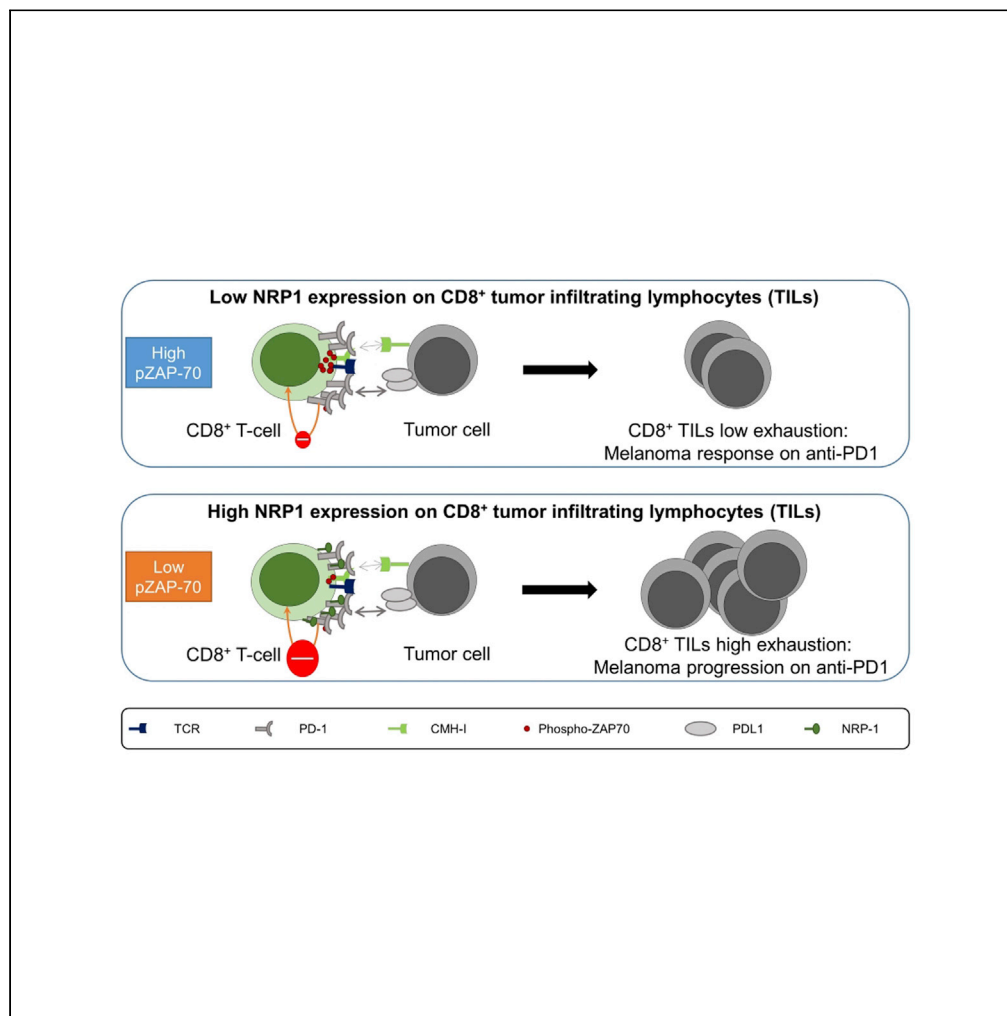 Low NRP1 expression on CD8⁺ tumor infiltrating lymphocytes (TILs)
High
pZAP-70
CD8⁺ T-cell
Tumor cell
CD8⁺ TILs low exhaustion:
Melanoma response on anti-PD1
High NRP1 expression on CD8⁺ tumor infiltrating lymphocytes (TILs)
Low
pZAP-70
CD8⁺ T-cell
Tumor cell
CD8⁺ TILs high exhaustion:
Melanoma progression on anti-PD1
TCR PD-1 CMH-I Phospho-ZAP70 PDL1 NRP-1